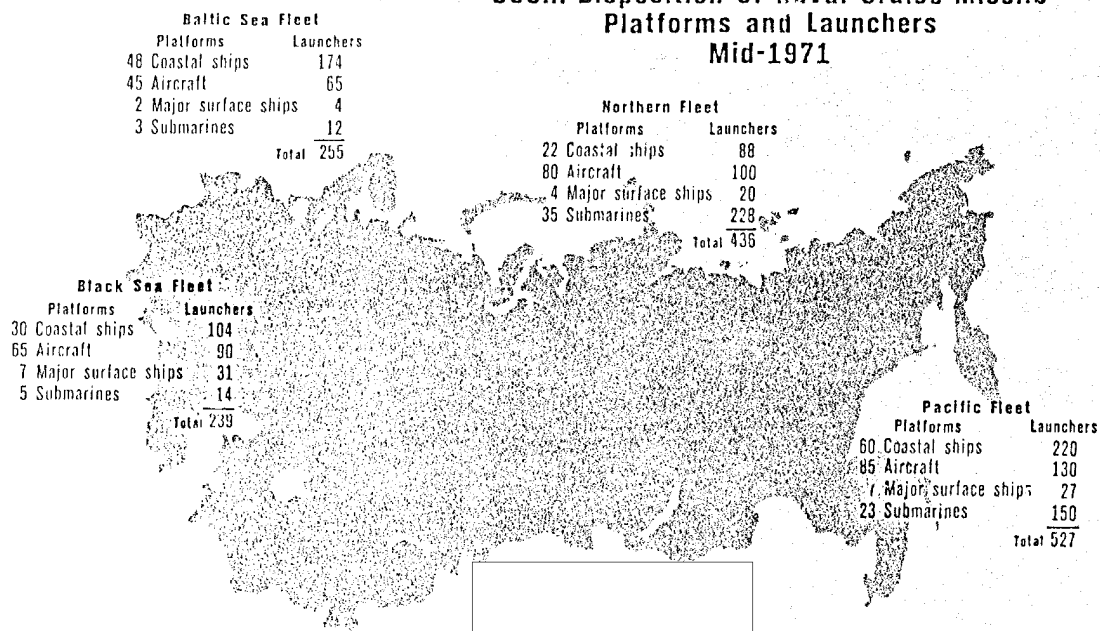 Platforms and Launchers
Mid-1971
Baltic Sea Fleet
Platforms Launchers
48 Coastal ships 174
45 Aircraft 65
2 Major surface ships 4
3 Submarines 12
Total 255
Northern Fleet
Platforms Launchers
22 Coastal ships 88
80 Aircraft 100
4 Major surface ships 20
35 Submarines 228
Total 436
Black Sea Fleet
Platforms Launchers
30 Coastal ships 104
65 Aircraft 90
7 Major surface ships 31
5 Submarines 14
Total 239
Pacific Fleet
Platforms Launchers
60 Coastal ships 220
85 Aircraft 130
7 Major surface ships 27
23 Submarines 150
Total 527